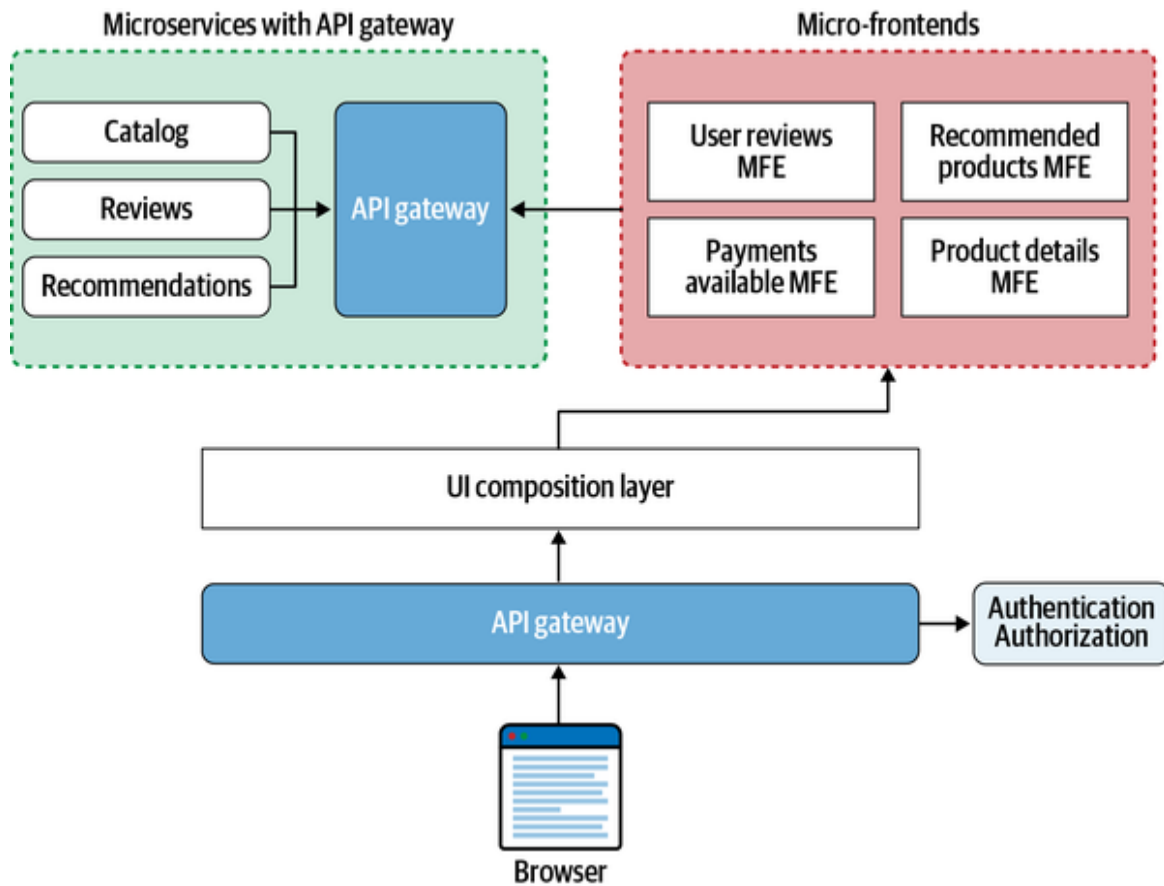 Microservices with API gateway
Catalog
Reviews
Recommendations
API gateway
Micro-frontends
User reviews
MFE
Recommended
products MFE
Payments
available MFE
Product details
MFE
UI composition layer
API gateway
Authentication
Authorization
Browser